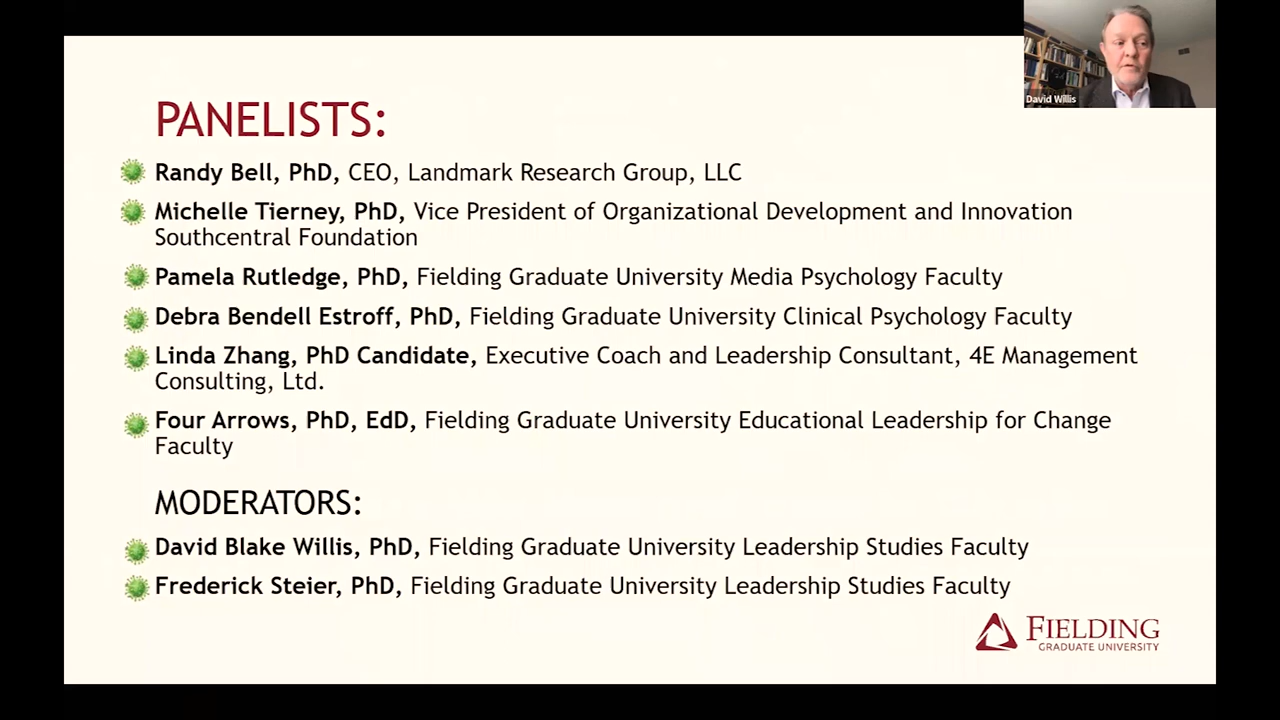 David Willis
PANELISTS:
Randy Bell, PhD, CEO, Landmark Research Group, LLC
Michelle Tierney, PhD, Vice President of Organizational Development and Innovation
Southcentral Foundation
Pamela Rutledge, PhD, Fielding Graduate University Media Psychology Faculty
Debra Bendell Estroff, PhD, Fielding Graduate University Clinical Psychology Faculty
Linda Zhang, PhD Candidate, Executive Coach and Leadership Consultant, 4E Management
Consulting, Ltd.
Four Arrows, PhD, EdD, Fielding Graduate University Educational Leadership for Change
Faculty
MODERATORS:
David Blake Willis, PhD, Fielding Graduate University Leadership Studies Faculty
Frederick Steier, PhD, Fielding Graduate University Leadership Studies Faculty
FIELDING
GRADUATE UNIVERSITY